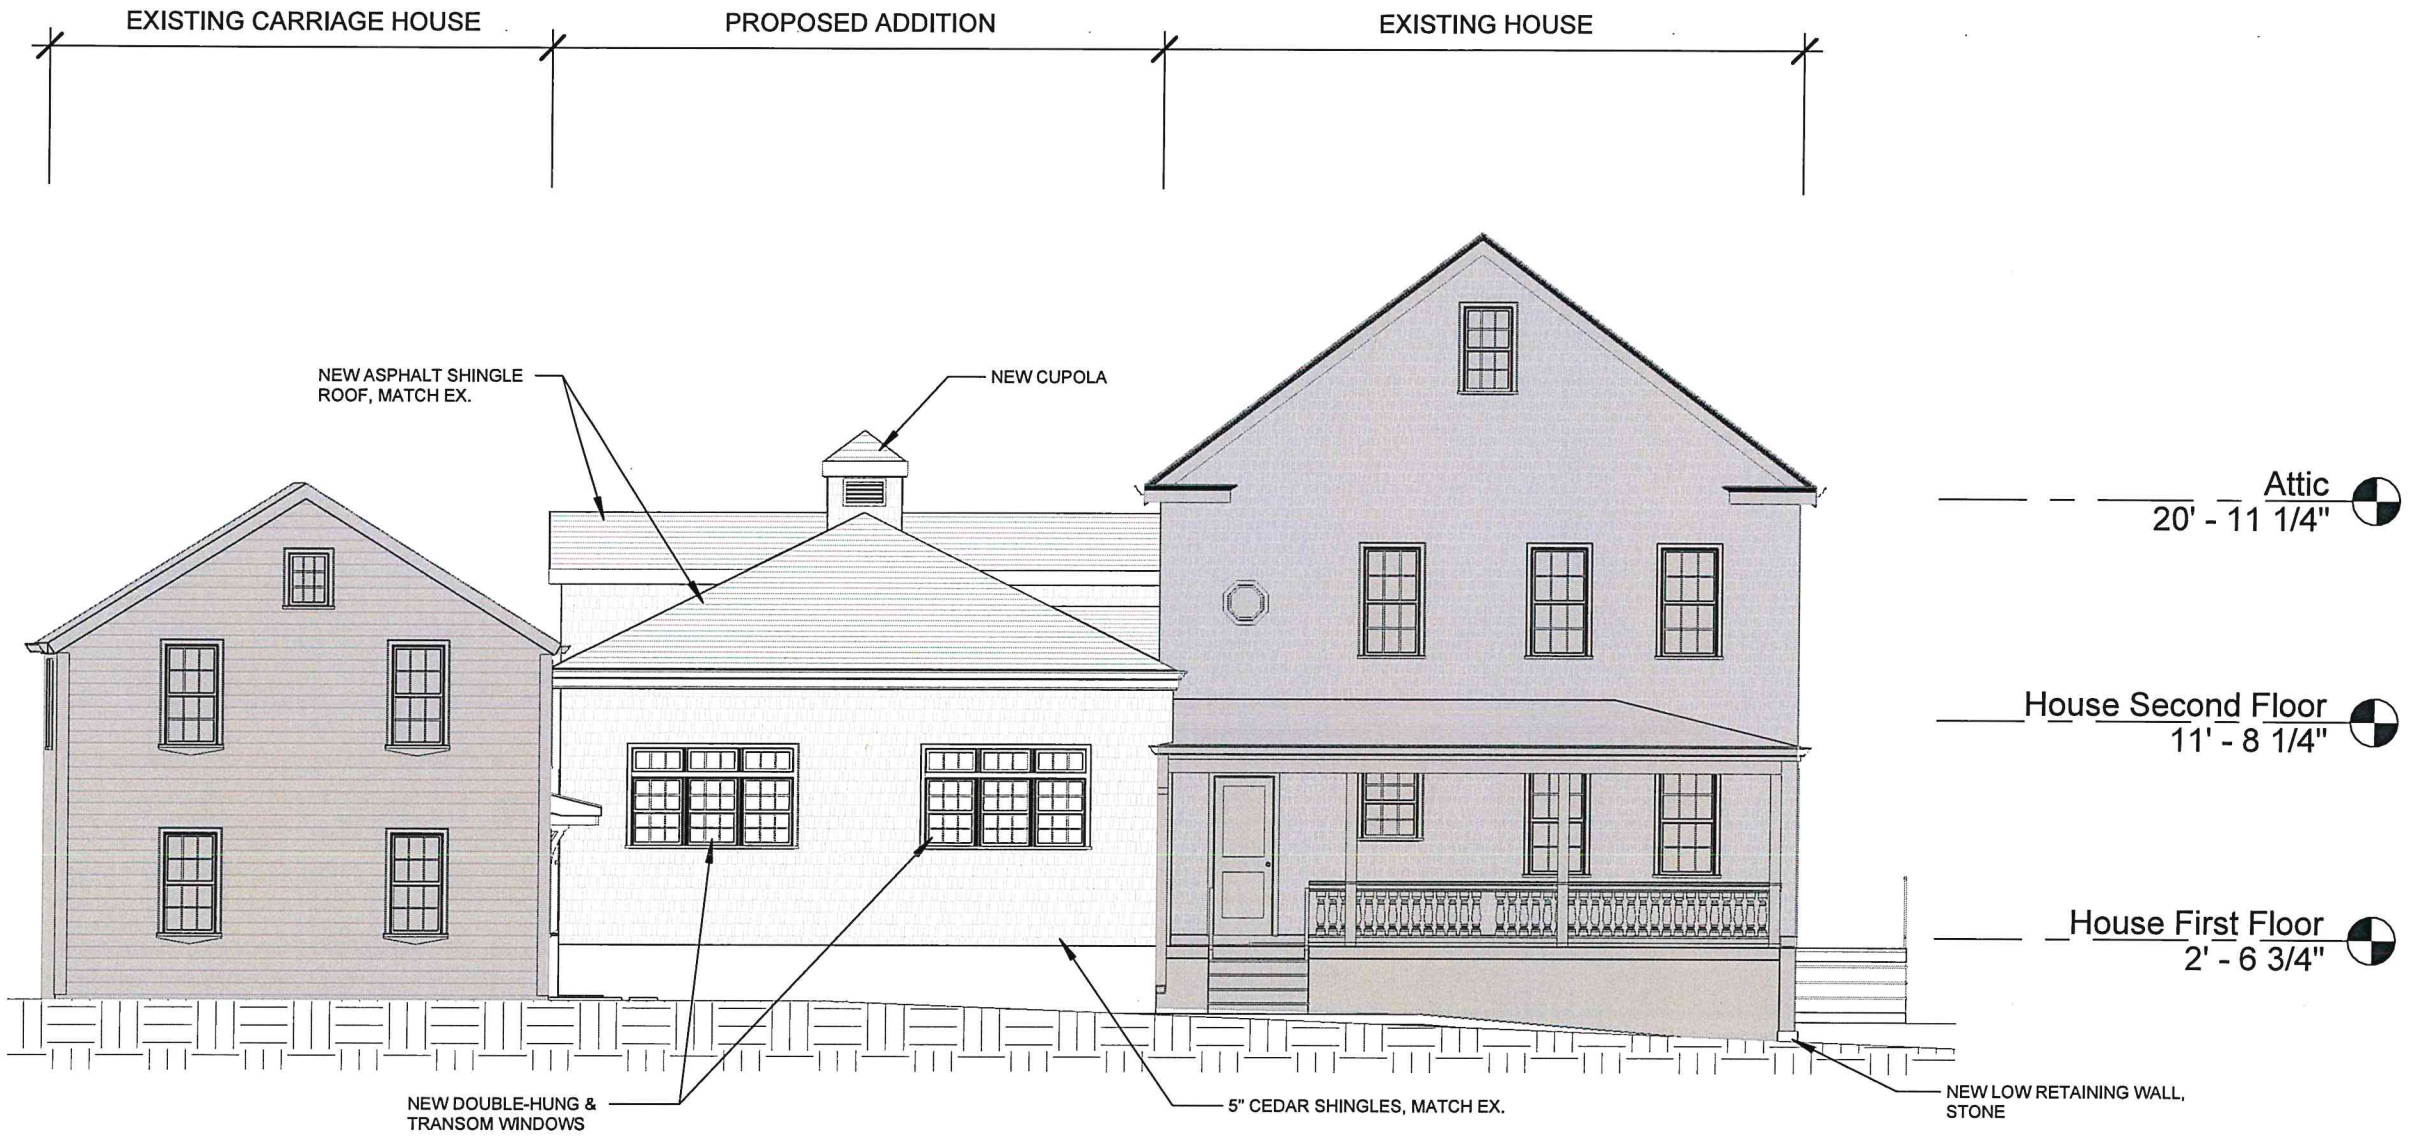 EXISTING CARRIAGE HOUSE
PROPOSED ADDITION
EXISTING HOUSE
NEW ASPHALT SHINGLE
ROOF, MATCH EX.
NEW CUPOLA
Attic
20' - 11 1/4"
House Second Floor
11' - 8 1/4"
House First Floor
2' - 6 3/4"
NEW DOUBLE-HUNG &
TRANSOM WINDOWS
5" CEDAR SHINGLES, MATCH EX.
NEW LOW RETAINING WALL,
STONE